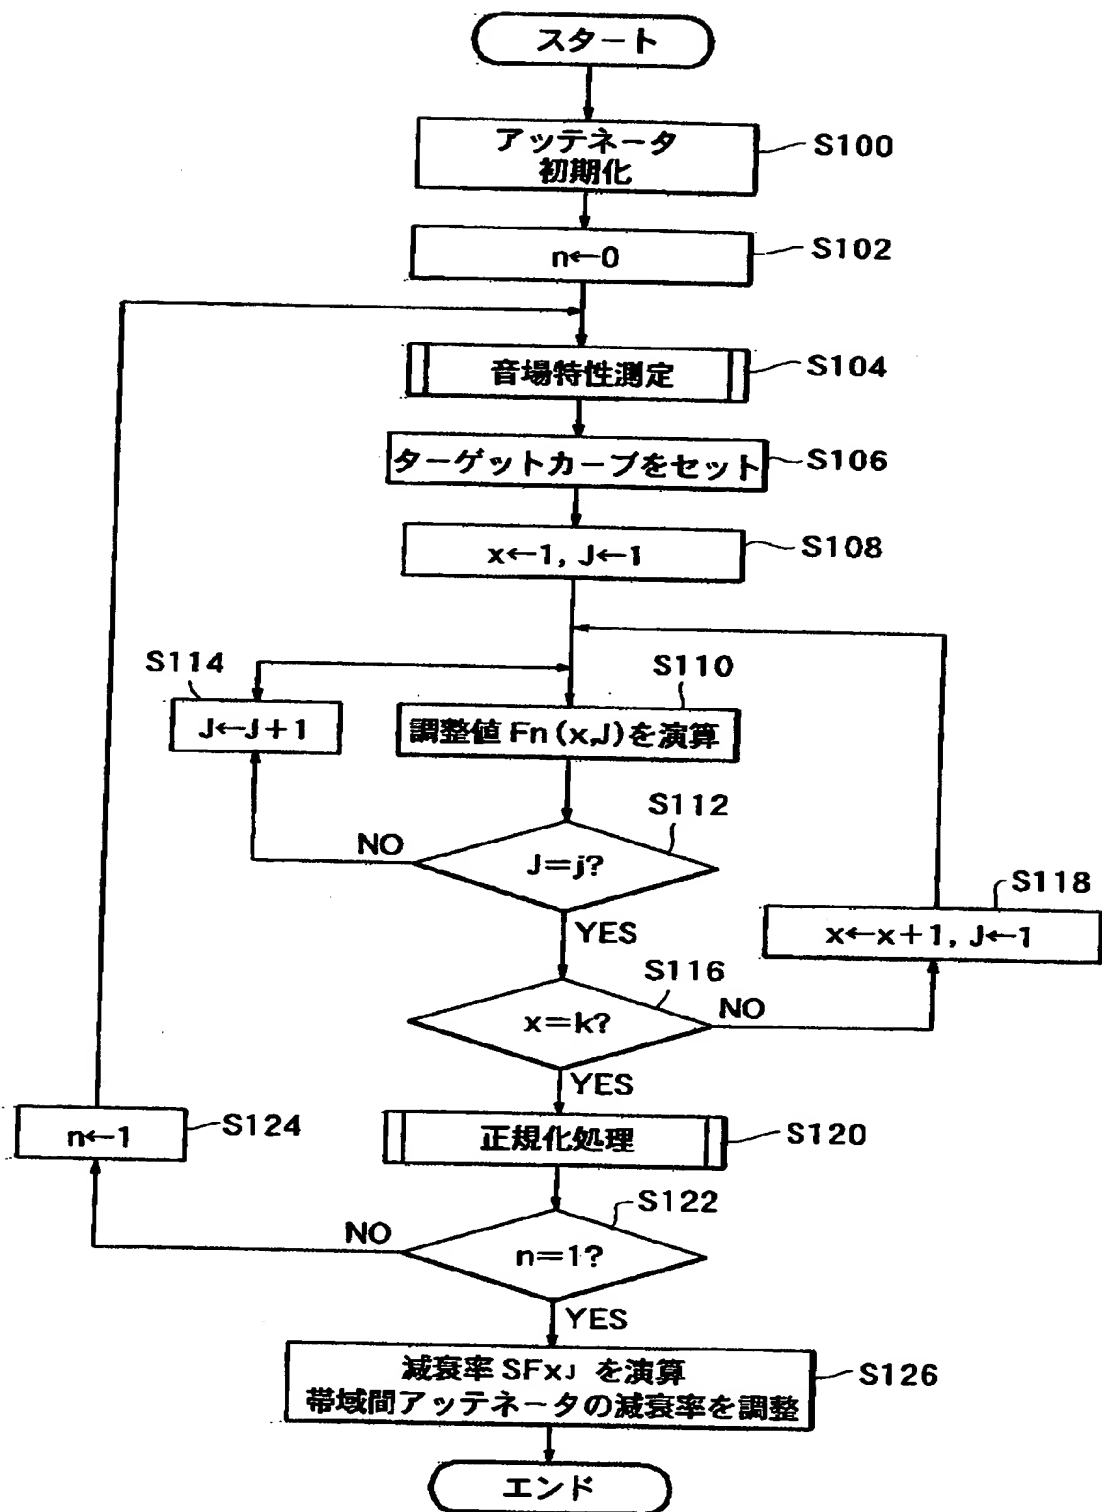 スタート
アッテネータ
初期化
S100
n←0
S102
音場特性測定
S104
ターゲットカーブをセット
S106
x←1, J←1
S108
S114
J←J+1
S110
調整値 Fn (x,J) を演算
S112
NO
J=j?
YES
S118
x←x+1, J←1
S116
x=k?
NO
YES
n←1
S124
正規化処理
S120
S122
NO
n=1?
YES
減衰率 SFxJ を演算
帯域間アッテネータの減衰率を調整
S126
エンド